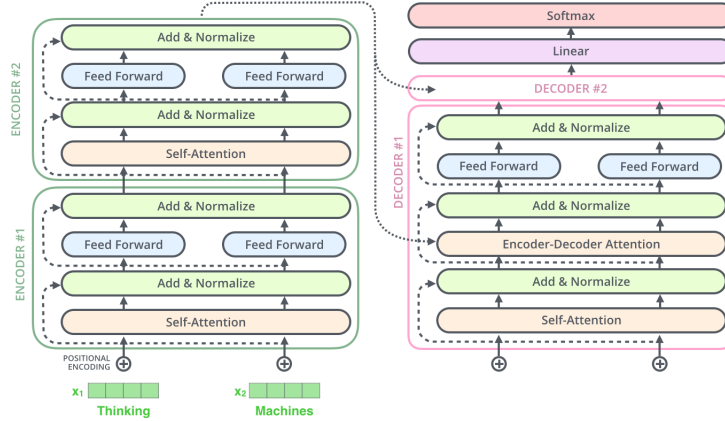 ENCODER #2
Add & Normalize
Feed Forward
Feed Forward
Add & Normalize
Self-Attention
ENCODER #1
Add & Normalize
Feed Forward
Feed Forward
Add & Normalize
Self-Attention
POSITIONAL
ENCODING
x₁
x₂
Thinking
Machines
Softmax
Linear
DECODER #2
DECODER #1
Add & Normalize
Feed Forward
Feed Forward
Add & Normalize
Encoder-Decoder Attention
Add & Normalize
Self-Attention